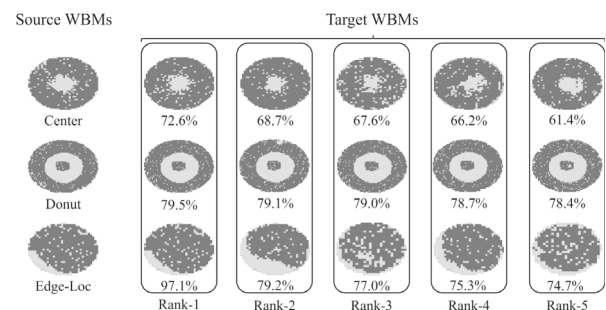 Source WBMs Target WBMs
Center 72.6% 68.7% 67.6% 66.2% 61.4%
Donut 79.5% 79.1% 79.0% 78.7% 78.4%
Edge-Loc 97.1% 79.2% 77.0% 75.3% 74.7%
Rank-1 Rank-2 Rank-3 Rank-4 Rank-5